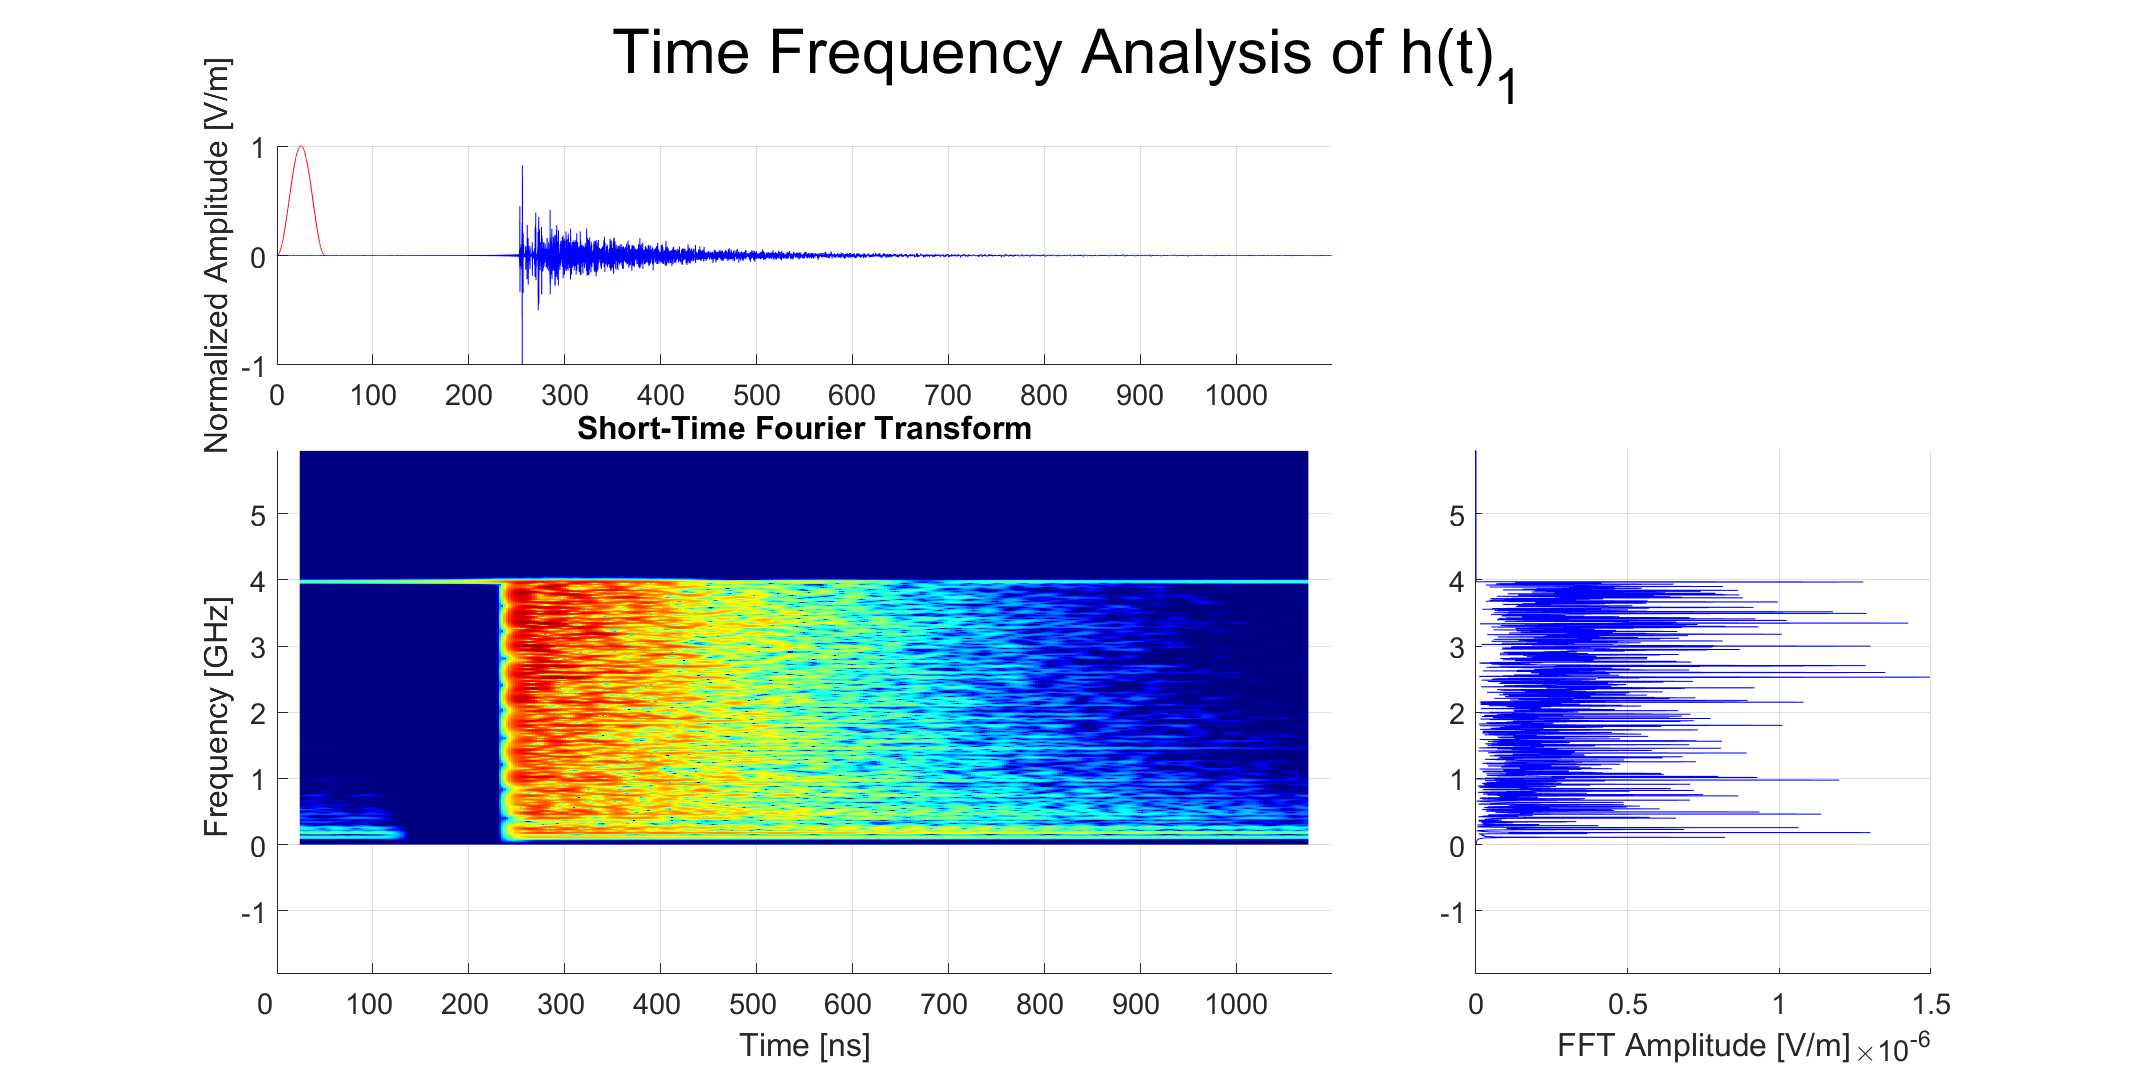 Time Frequency Analysis of h(t)₁
Normalized Amplitude [V/m]
1
0
-1
0 100 200 300 400 500 600 700 800 900 1000
Short-Time Fourier Transform
Frequency [GHz]
5
4
3
2
1
0
-1
0 100 200 300 400 500 600 700 800 900 1000
Time [ns]
5
4
3
2
1
0
-1
0 0.5 1 1.5
FFT Amplitude [V/m] ×10⁻⁶